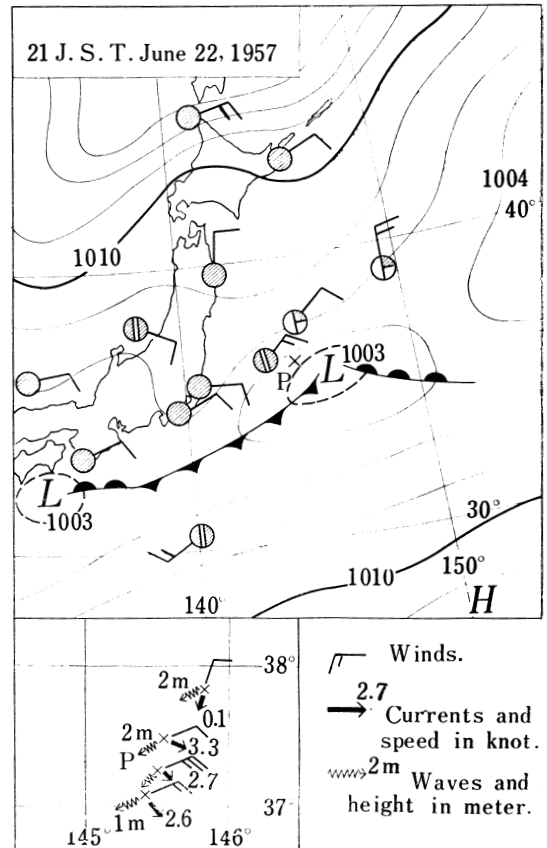 21 J. S. T. June 22, 1957
1004
40°
1010
P
L 1003
L
1003
30°
150°
1010
140°
H
38°
2m
0.1
2m
3.3
P
2.7
37°
1m 2.6
145° 146°
Winds.
2.7
Currents and
speed in knot.
2m
Waves and
height in meter.